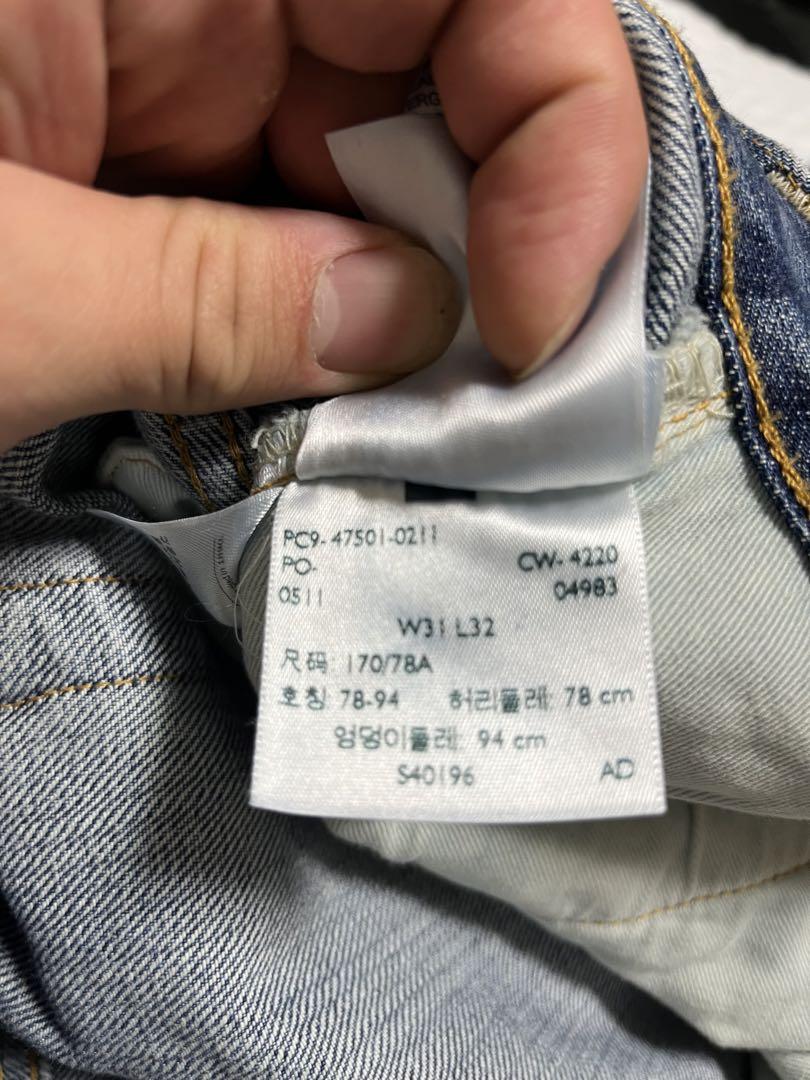 ERG
PC9- 47501-0211
PO-
CW- 4220
0511
04983
W31 L32
尺码 170/78A
호칭 78-94 허리둘레: 78 cm
엉덩이둘레: 94 cm
S40196 AD